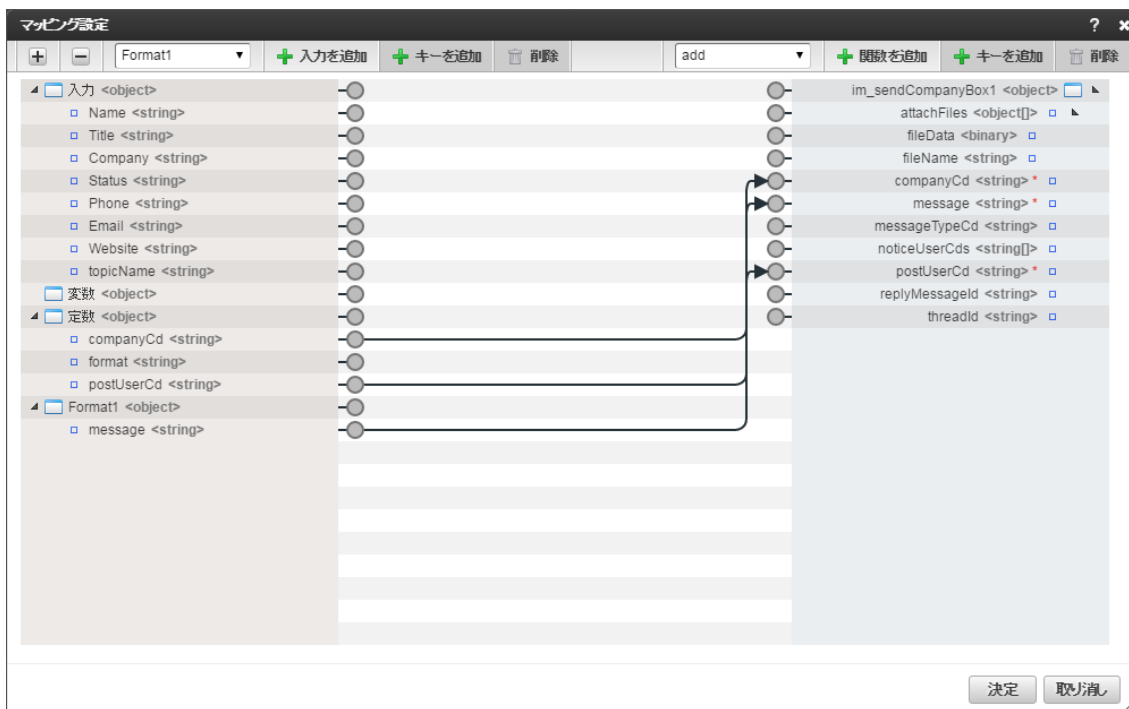 マッピング設定
?
Format1
入力を追加
キーを追加
削除
add
関数を追加
キーを追加
削除
入力 <object>
Name <string>
Title <string>
Company <string>
Status <string>
Phone <string>
Email <string>
Website <string>
topicName <string>
変数 <object>
定数 <object>
companyCd <string>
format <string>
postUserCd <string>
Format1 <object>
message <string>
im_sendCompanyBox1 <object>
attachFiles <object[]>
fileData <binary>
fileName <string>
companyCd <string> *
message <string> *
messageTypeCd <string>
noticeUserCds <string[]>
postUserCd <string> *
replyMessageId <string>
threadId <string>
決定
取り消し